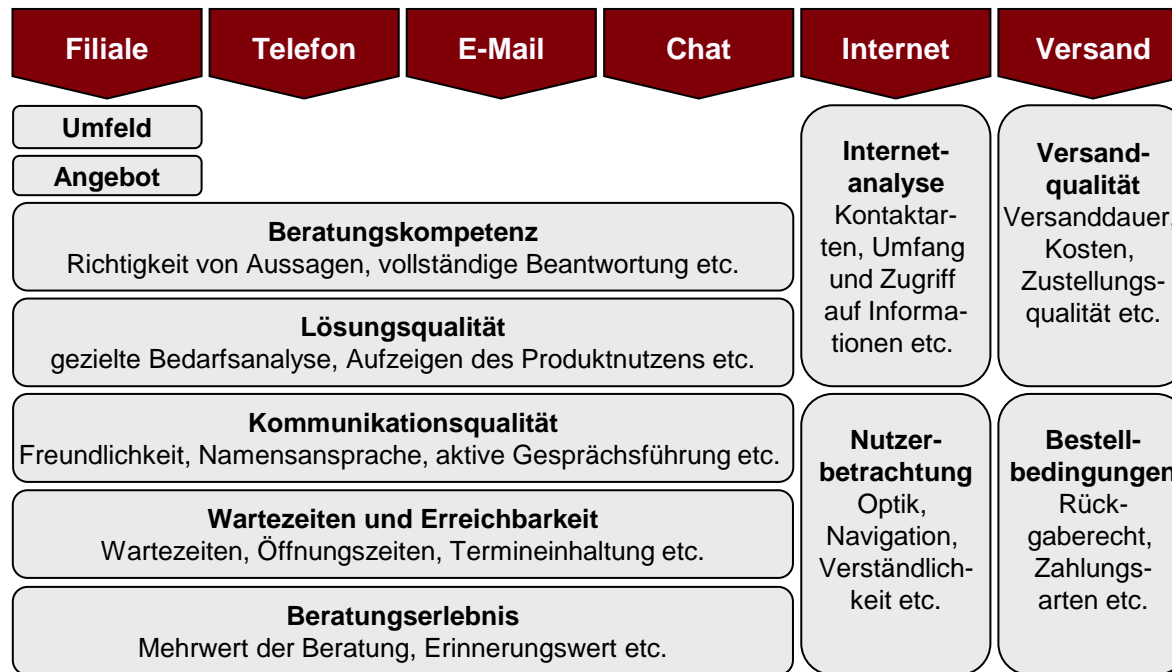 Filiale
Telefon
E-Mail
Chat
Internet
Versand
Umfeld
Angebot
Beratungskompetenz
Richtigkeit von Aussagen, vollständige Beantwortung etc.
Lösungsqualität
gezielte Bedarfsanalyse, Aufzeigen des Produktnutzens etc.
Kommunikationsqualität
Freundlichkeit, Namensansprache, aktive Gesprächsführung etc.
Wartezeiten und Erreichbarkeit
Wartezeiten, Öffnungszeiten, Termineinhaltung etc.
Beratungserlebnis
Mehrwert der Beratung, Erinnerungswert etc.
Internet-
analyse
Kontaktar-
ten, Umfang
und Zugriff
auf Informa-
tionen etc.
Nutzer-
betrachtung
Optik,
Navigation,
Verständlich-
keit etc.
Versand-
qualität
Versanddauer,
Kosten,
Zustellungs-
qualität etc.
Bestell-
bedingungen
Rück-
gaberecht,
Zahlungs-
arten etc.